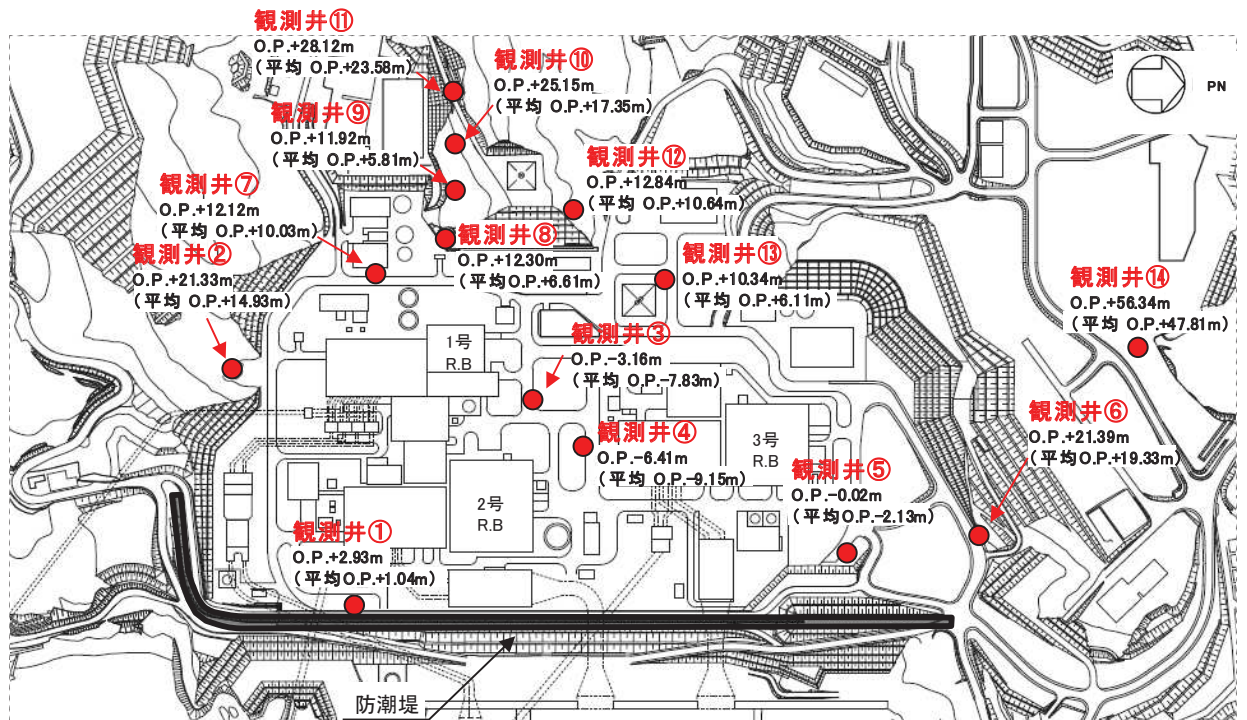 観測井⑪
O.P.+28.12m
(平均 O.P.+23.58m)
観測井⑩
O.P.+25.15m
(平均 O.P.+17.35m)
PN
観測井⑨
O.P.+11.92m
(平均 O.P.+5.81m)
観測井⑫
O.P.+12.84m
(平均 O.P.+10.64m)
観測井⑦
O.P.+12.12m
(平均 O.P.+10.03m)
観測井⑧
O.P.+12.30m
(平均O.P.+6.61m)
観測井⑬
O.P.+10.34m
(平均O.P.+6.11m)
観測井②
O.P.+21.33m
(平均 O.P.+14.93m)
観測井⑭
O.P.+56.34m
(平均 O.P.+47.81m)
1号
R.B
観測井③
O.P.-3.16m
(平均 O.P.-7.83m)
観測井④
O.P.-6.41m
(平均 O.P.-9.15m)
3号
R.B
観測井⑥
O.P.+21.39m
(平均O.P.+19.33m)
観測井⑤
O.P.-0.02m
(平均O.P.-2.13m)
2号
R.B
観測井①
O.P.+2.93m
(平均O.P.+1.04m)
防潮堤